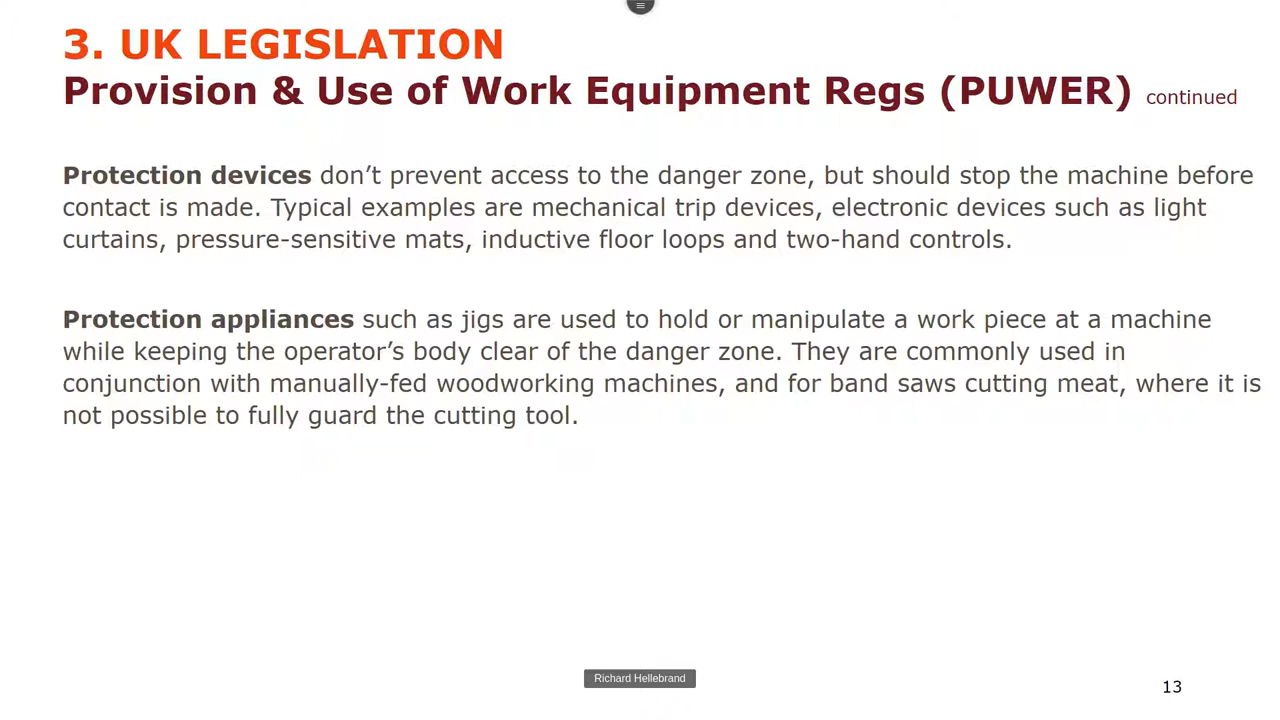 3. UK LEGISLATION
Provision & Use of Work Equipment Regs (PUWER) continued
Protection devices don’t prevent access to the danger zone, but should stop the machine before
contact is made. Typical examples are mechanical trip devices, electronic devices such as light
curtains, pressure-sensitive mats, inductive floor loops and two-hand controls.
Protection appliances such as jigs are used to hold or manipulate a work piece at a machine
while keeping the operator’s body clear of the danger zone. They are commonly used in
conjunction with manually-fed woodworking machines, and for band saws cutting meat, where it is
not possible to fully guard the cutting tool.
Richard Hellebrand
13